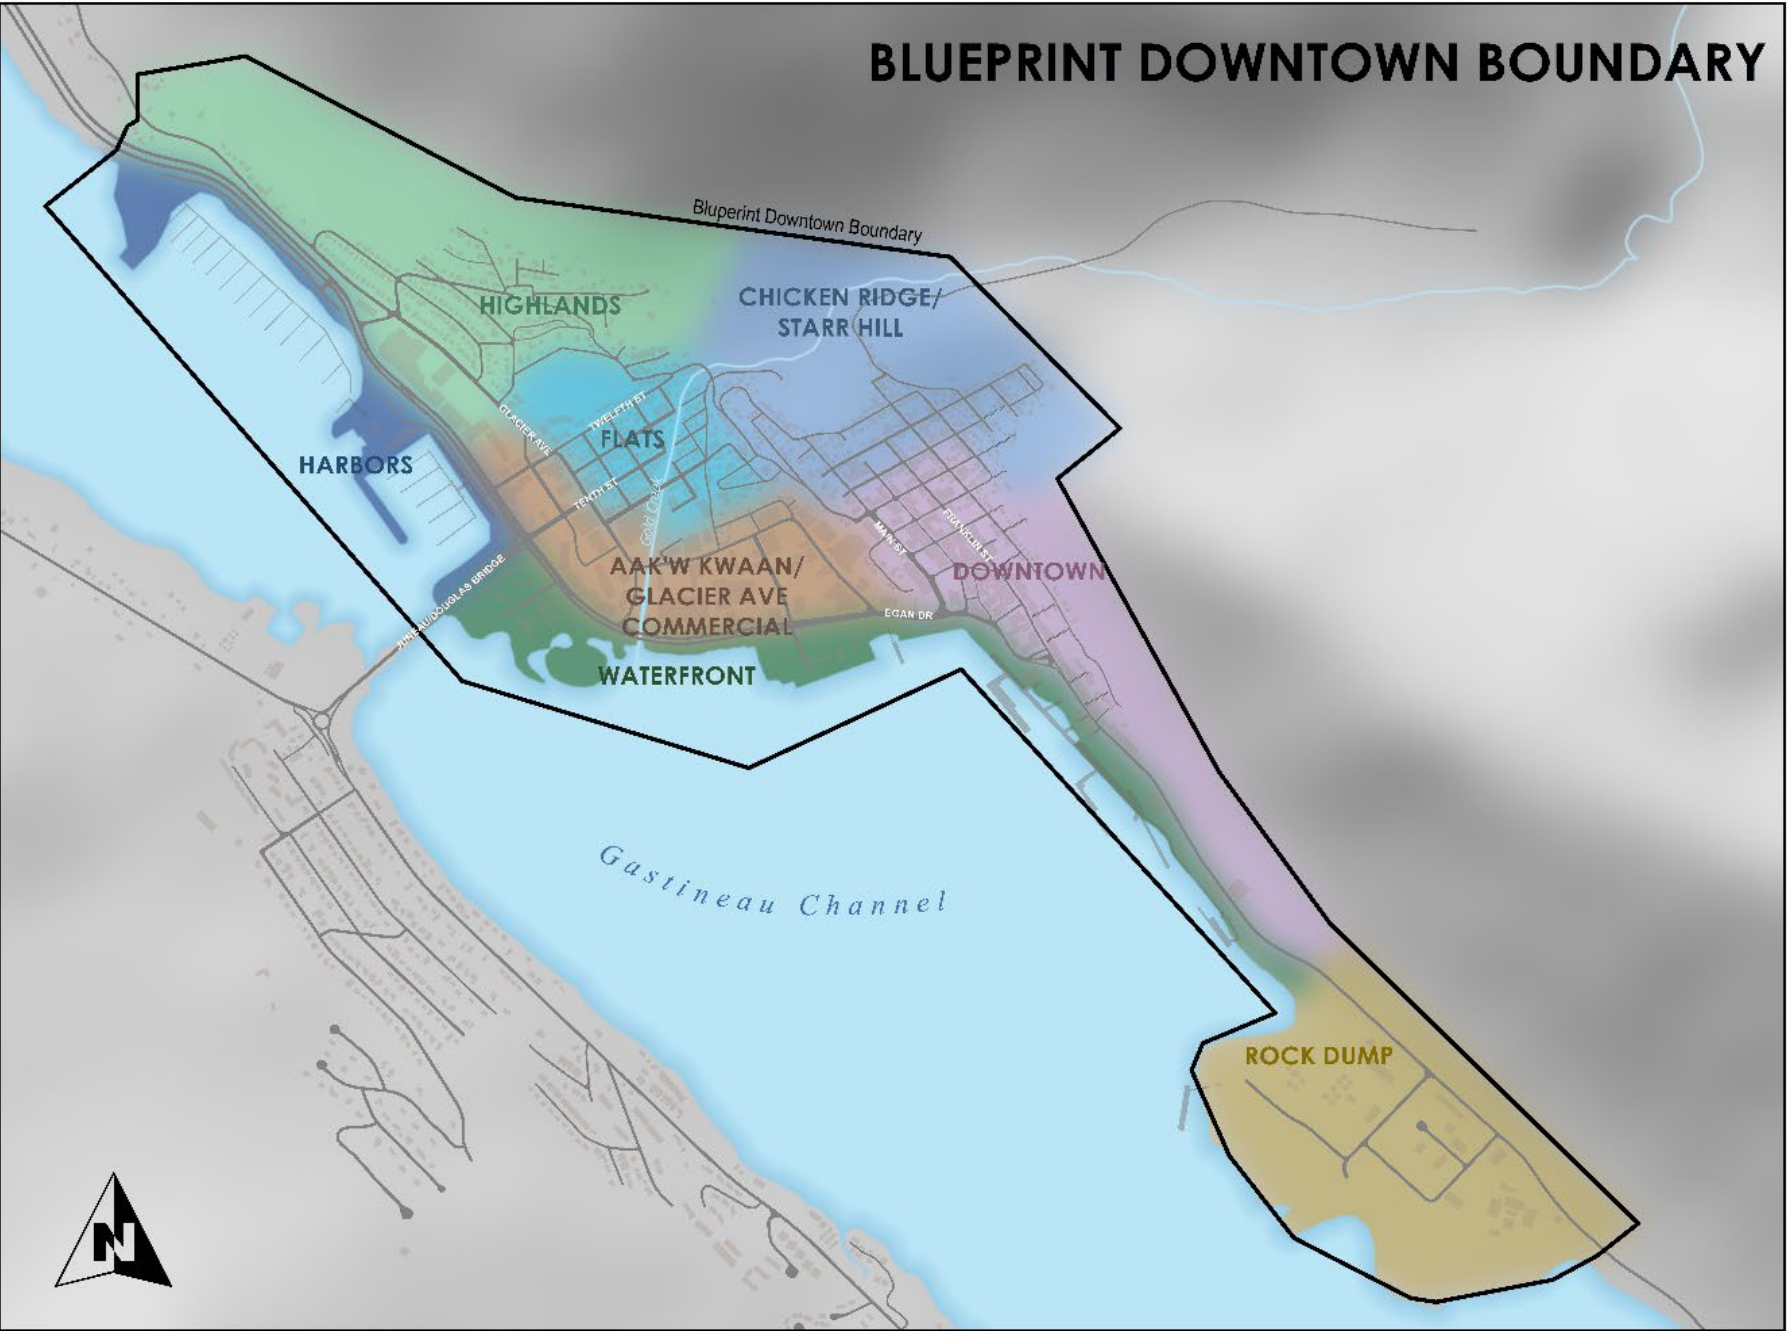 BLUEPRINT DOWNTOWN BOUNDARY
Bluperint Downtown Boundary
HIGHLANDS
CHICKEN RIDGE/
STARR HILL
GLACIER AVE
TWELFTH ST
FLATS
HARBORS
TENTH ST
Gold Creek
MAIN ST
FRANKLIN ST
AAK'W KWAAN/
GLACIER AVE
COMMERCIAL
DOWNTOWN
JUNEAU/DOUGLAS BRIDGE
EGAN DR
WATERFRONT
Gastineau Channel
ROCK DUMP
N